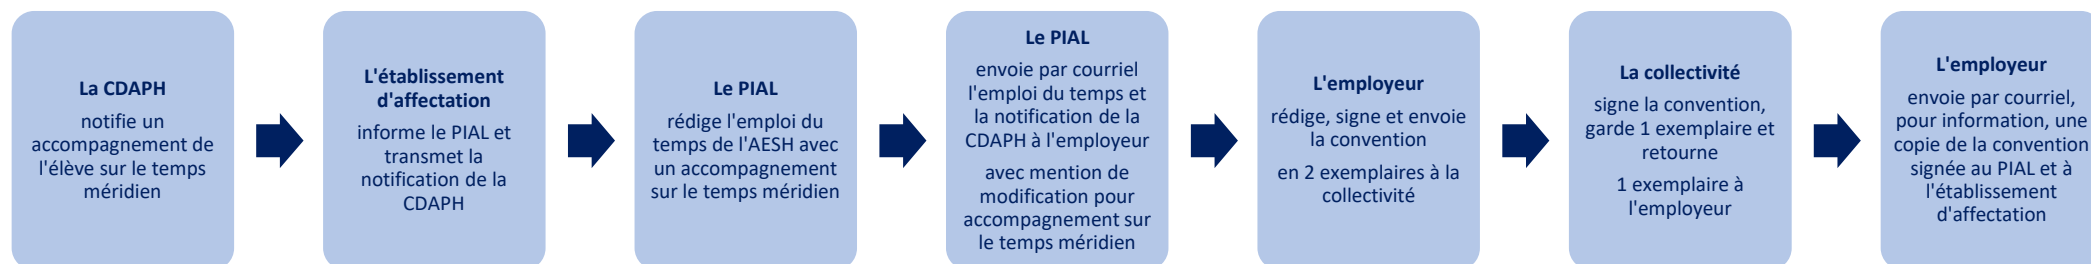 La CDAPH
notifie un
accompagnement de
l'élève sur le temps
méridien
L'établissement
d'affectation
informe le PIAL et
transmet la
notification de la
CDAPH
Le PIAL
rédige l'emploi du
temps de l'AESH avec
un accompagnement
sur le temps méridien
Le PIAL
envoie par courriel
l'emploi du temps et
la notification de la
CDAPH à l'employeur
avec mention de
modification pour
accompagnement sur
le temps méridien
L'employeur
rédige, signe et envoie
la convention
en 2 exemplaires à la
collectivité
La collectivité
signe la convention,
garde 1 exemplaire et
retourne
1 exemplaire à
l'employeur
L'employeur
envoie par courriel,
pour information, une
copie de la convention
signée au PIAL et à
l'établissement
d'affectation